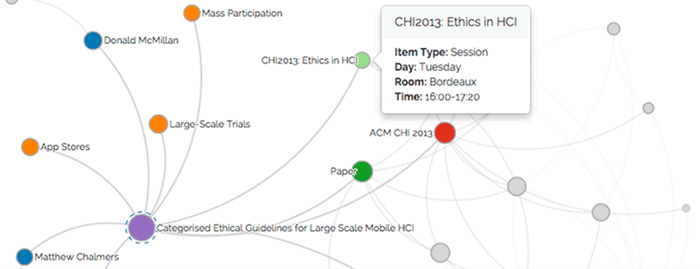 Mass Participation
Donald McMillan
CHI2013: Ethics in HCI
CHI2013: Ethics in HCI
Item Type: Session
Day: Tuesday
Room: Bordeaux
Time: 16:00-17:20
Large-Scale Trials
ACM CHI 2013
App Stores
Paper
Categorised Ethical Guidelines for Large Scale Mobile HCI
Matthew Chalmers